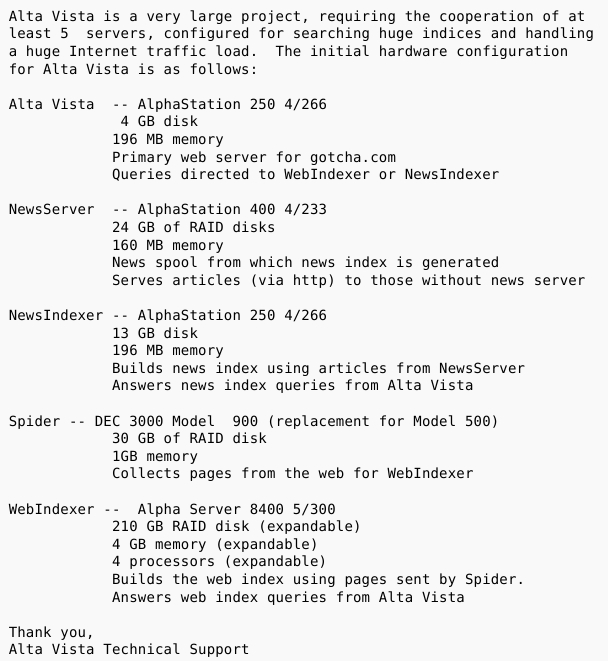 Alta Vista is a very large project, requiring the cooperation of at
least 5  servers, configured for searching huge indices and handling
a huge Internet traffic load.  The initial hardware configuration
for Alta Vista is as follows:

Alta Vista  -- AlphaStation 250 4/266
             4 GB disk
            196 MB memory
            Primary web server for gotcha.com
            Queries directed to WebIndexer or NewsIndexer

NewsServer  -- AlphaStation 400 4/233
            24 GB of RAID disks
            160 MB memory
            News spool from which news index is generated
            Serves articles (via http) to those without news server

NewsIndexer -- AlphaStation 250 4/266
            13 GB disk
            196 MB memory
            Builds news index using articles from NewsServer
            Answers news index queries from Alta Vista

Spider -- DEC 3000 Model  900 (replacement for Model 500)
            30 GB of RAID disk
            1GB memory
            Collects pages from the web for WebIndexer

WebIndexer --  Alpha Server 8400 5/300
            210 GB RAID disk (expandable)
            4 GB memory (expandable)
            4 processors (expandable)
            Builds the web index using pages sent by Spider.
            Answers web index queries from Alta Vista

Thank you,
Alta Vista Technical Support